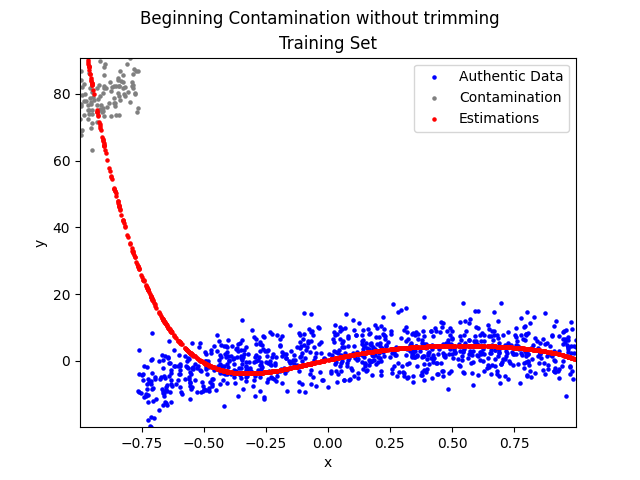 Beginning Contamination without trimming
Training Set
Authentic Data
Contamination
Estimations
80
60
40
20
0
y
−0.75 −0.50 −0.25 0.00 0.25 0.50 0.75
x